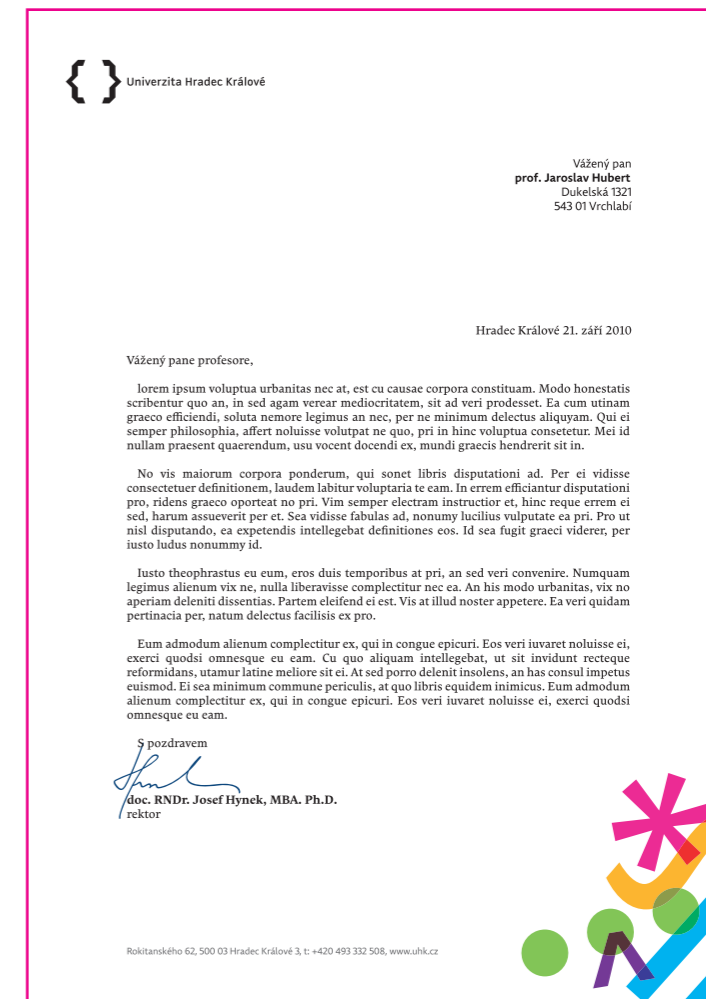 Univerzita Hradec Králové
Vážený pan
prof. Jaroslav Hubert
Dukelská 1321
543 01 Vrchlabí
Hradec Králové 21. září 2010
Vážený pane profesore,
lorem ipsum voluptua urbanitas nec at, est cu causae corpora constituam. Modo honestatis
scribentur quo an, in sed agam verear mediocritatem, sit ad veri prodesset. Ea cum utinam
graeco efficiendi, soluta nemore legimus an nec, per ne minimum delectus aliquyam. Qui ei
semper philosophia, affert noluisse volutpat ne quo, pri in hinc voluptua consetetur. Mei id
nullam praesent quaerendum, usu vocent docendi ex, mundi graecis hendrerit sit in.
No vis maiorum corpora ponderum, qui sonet libris disputationi ad. Per ei vidisse
consectetuer definitionem, laudem labitur voluptaria te eam. In errem efficiantur disputationi
pro, ridens graeco oporteat no pri. Vim semper electram instructior et, hinc reque errem ei
sed, harum assueverit per et. Sea vidisse fabulas ad, nonumy lucilius vulputate ea pri. Pro ut
nisl disputando, ea expetendis intellegebat definitiones eos. Id sea fugit graeci viderer, per
iusto ludus nonummy id.
Iusto theophrastus eu eum, eros duis temporibus at pri, an sed veri convenire. Numquam
legimus alienum vix ne, nulla liberavisse complectitur nec ea. An his modo urbanitas, vix no
aperiam deleniti dissentias. Partem eleifend ei est. Vis at illud noster appetere. Ea veri quidam
pertinacia per, natum delectus facilisis ex pro.
Eum admodum alienum complectitur ex, qui in congue epicuri. Eos veri iuvaret noluisse ei,
exerci quodsi omnesque eu eam. Cu quo aliquam intellegebat, ut sit invidunt recteque
reformidans, utamur latine meliore sit ei. At sed porro delenit insolens, an has consul impetus
euismod. Ei sea minimum commune periculis, at quo libris equidem inimicus. Eum admodum
alienum complectitur ex, qui in congue epicuri. Eos veri iuvaret noluisse ei, exerci quodsi
omnesque eu eam.
S pozdravem
doc. RNDr. Josef Hynek, MBA. Ph.D.
rektor
Rokitanského 62, 500 03 Hradec Králové 3, t: +420 493 332 508, www.uhk.cz